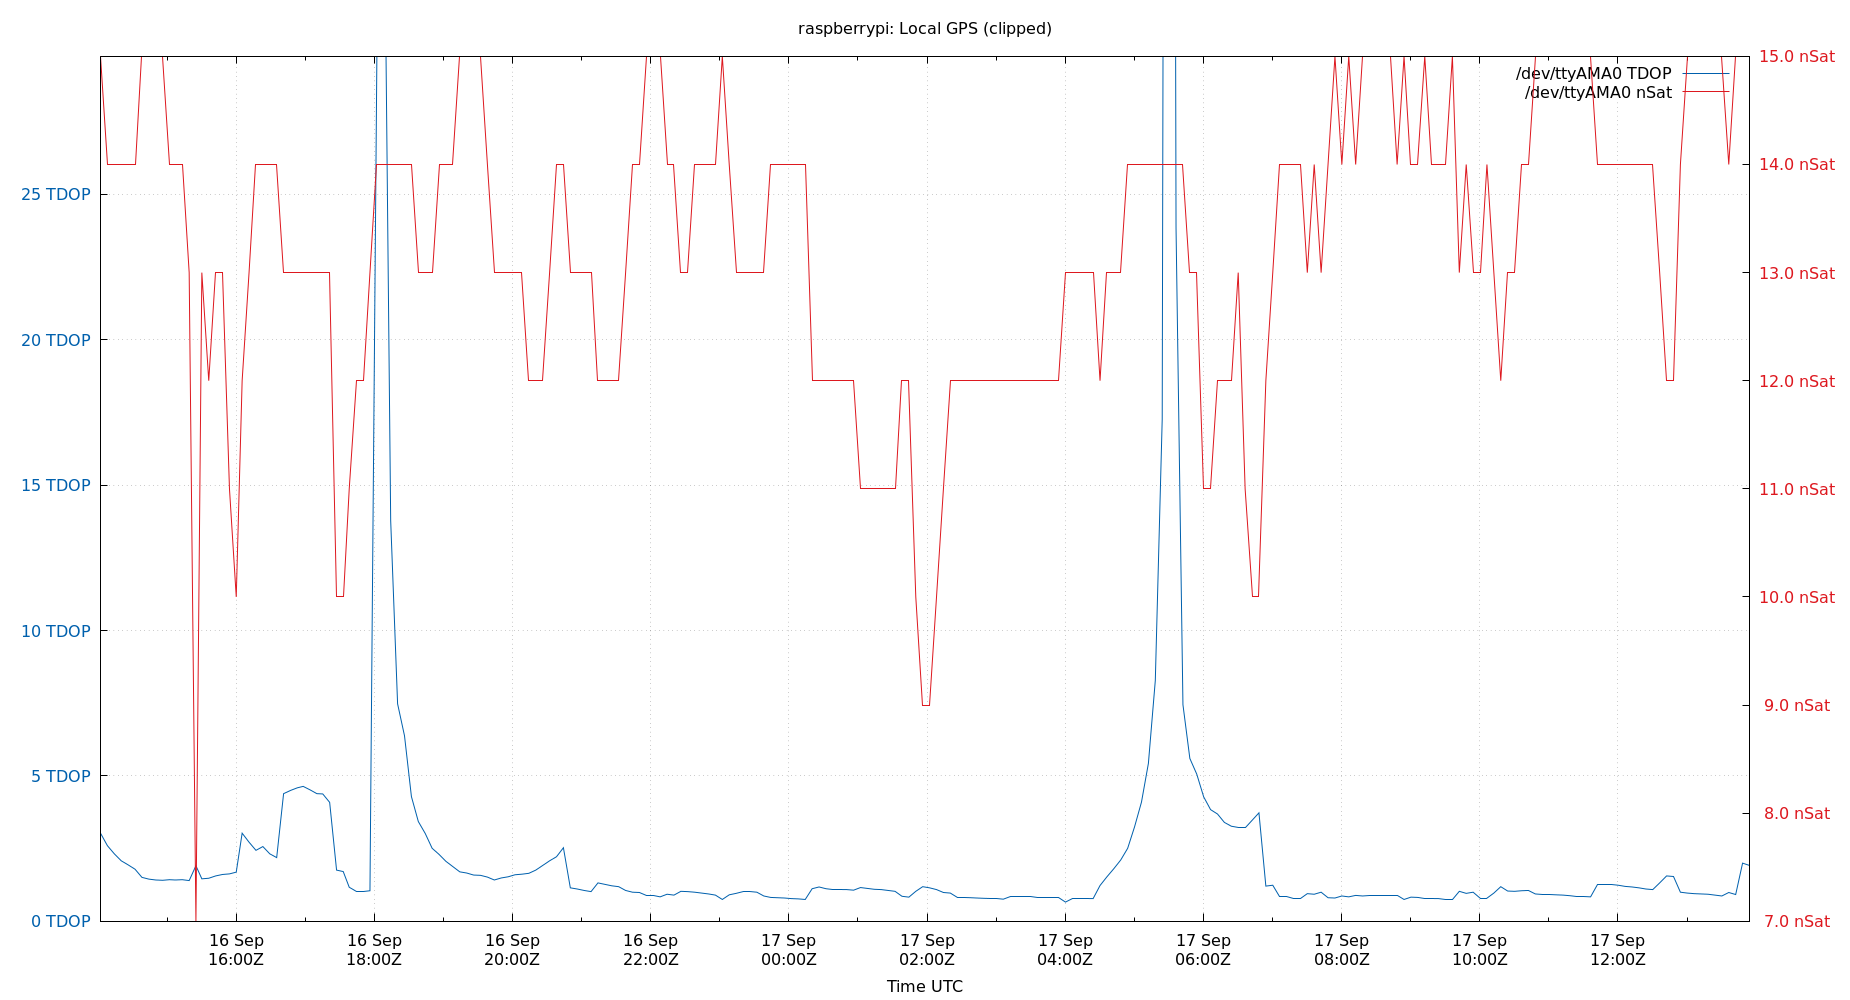 raspberrypi: Local GPS (clipped)
/dev/ttyAMA0 TDOP
/dev/ttyAMA0 nSat
25 TDOP
20 TDOP
15 TDOP
10 TDOP
5 TDOP
0 TDOP
15.0 nSat
14.0 nSat
13.0 nSat
12.0 nSat
11.0 nSat
10.0 nSat
9.0 nSat
8.0 nSat
7.0 nSat
16 Sep
16:00Z
16 Sep
18:00Z
16 Sep
20:00Z
16 Sep
22:00Z
17 Sep
00:00Z
17 Sep
02:00Z
17 Sep
04:00Z
17 Sep
06:00Z
17 Sep
08:00Z
17 Sep
10:00Z
17 Sep
12:00Z
Time UTC